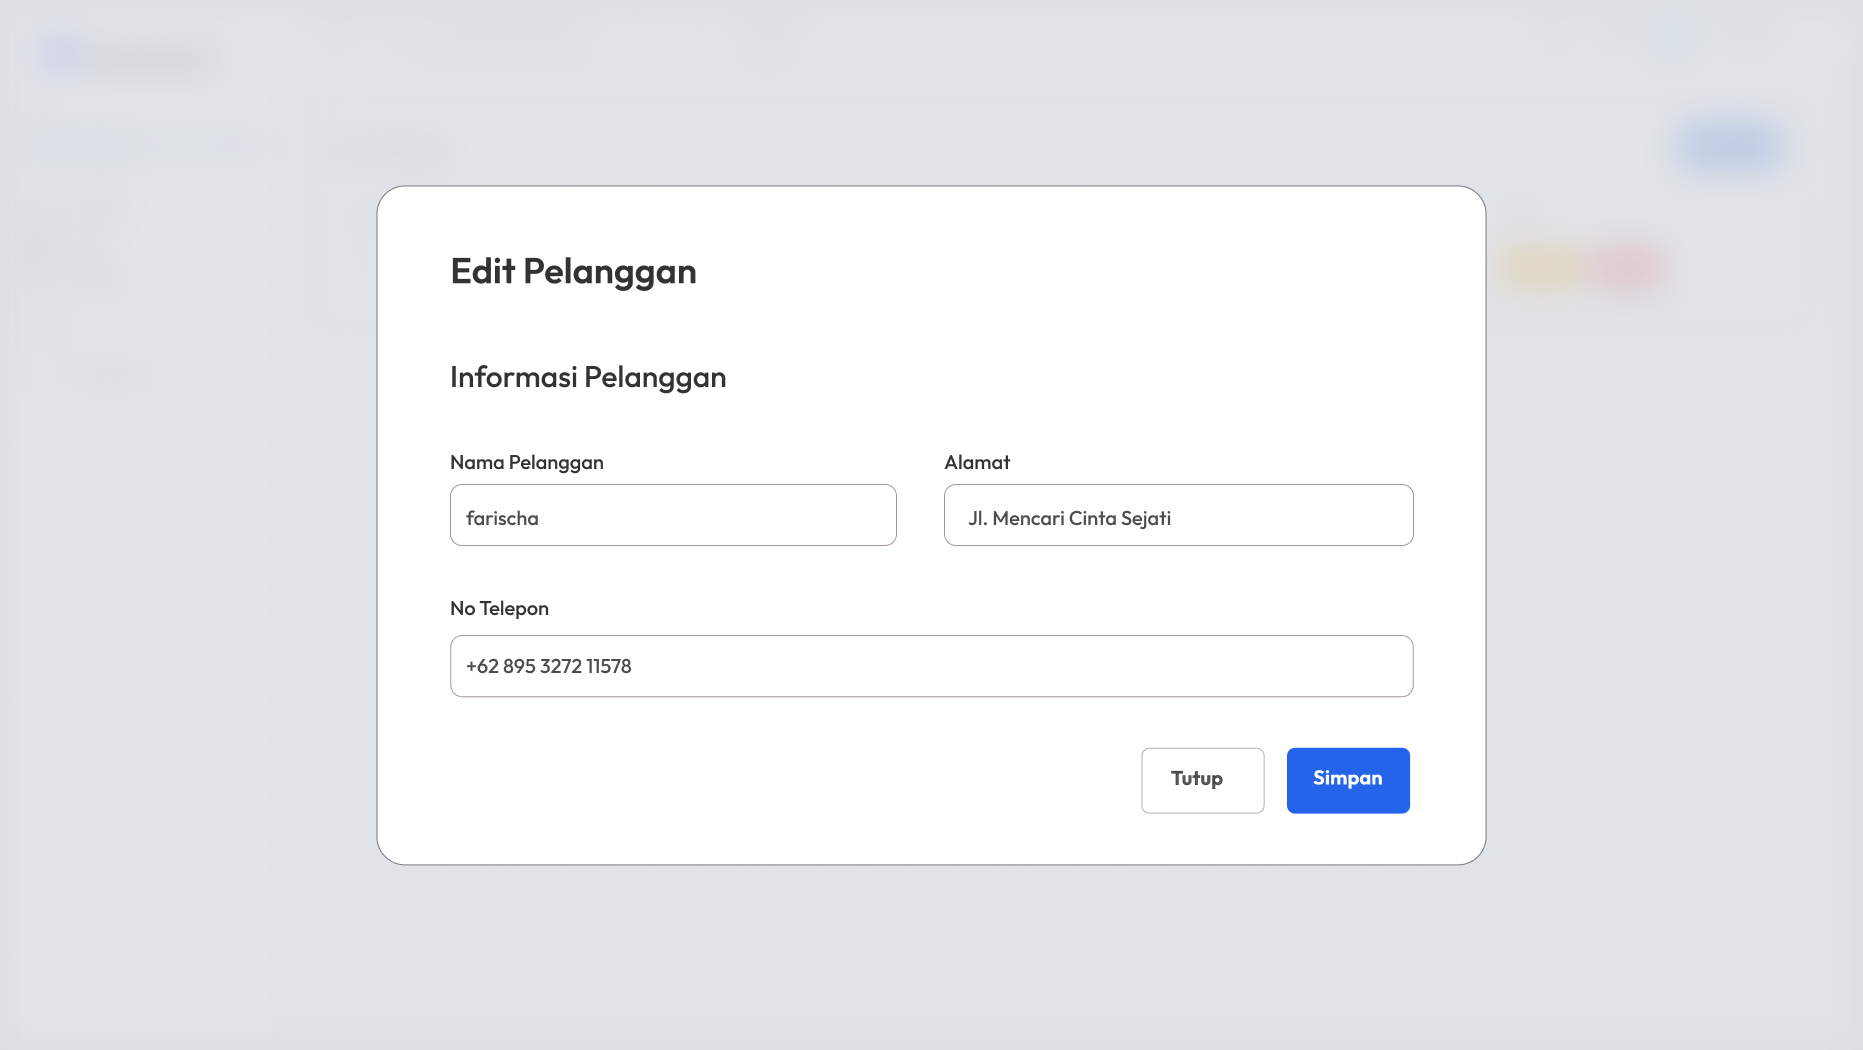 Edit Pelanggan
Informasi Pelanggan
Nama Pelanggan
Alamat
farischa
Jl. Mencari Cinta Sejati
No Telepon
+62 895 3272 11578
Tutup
Simpan